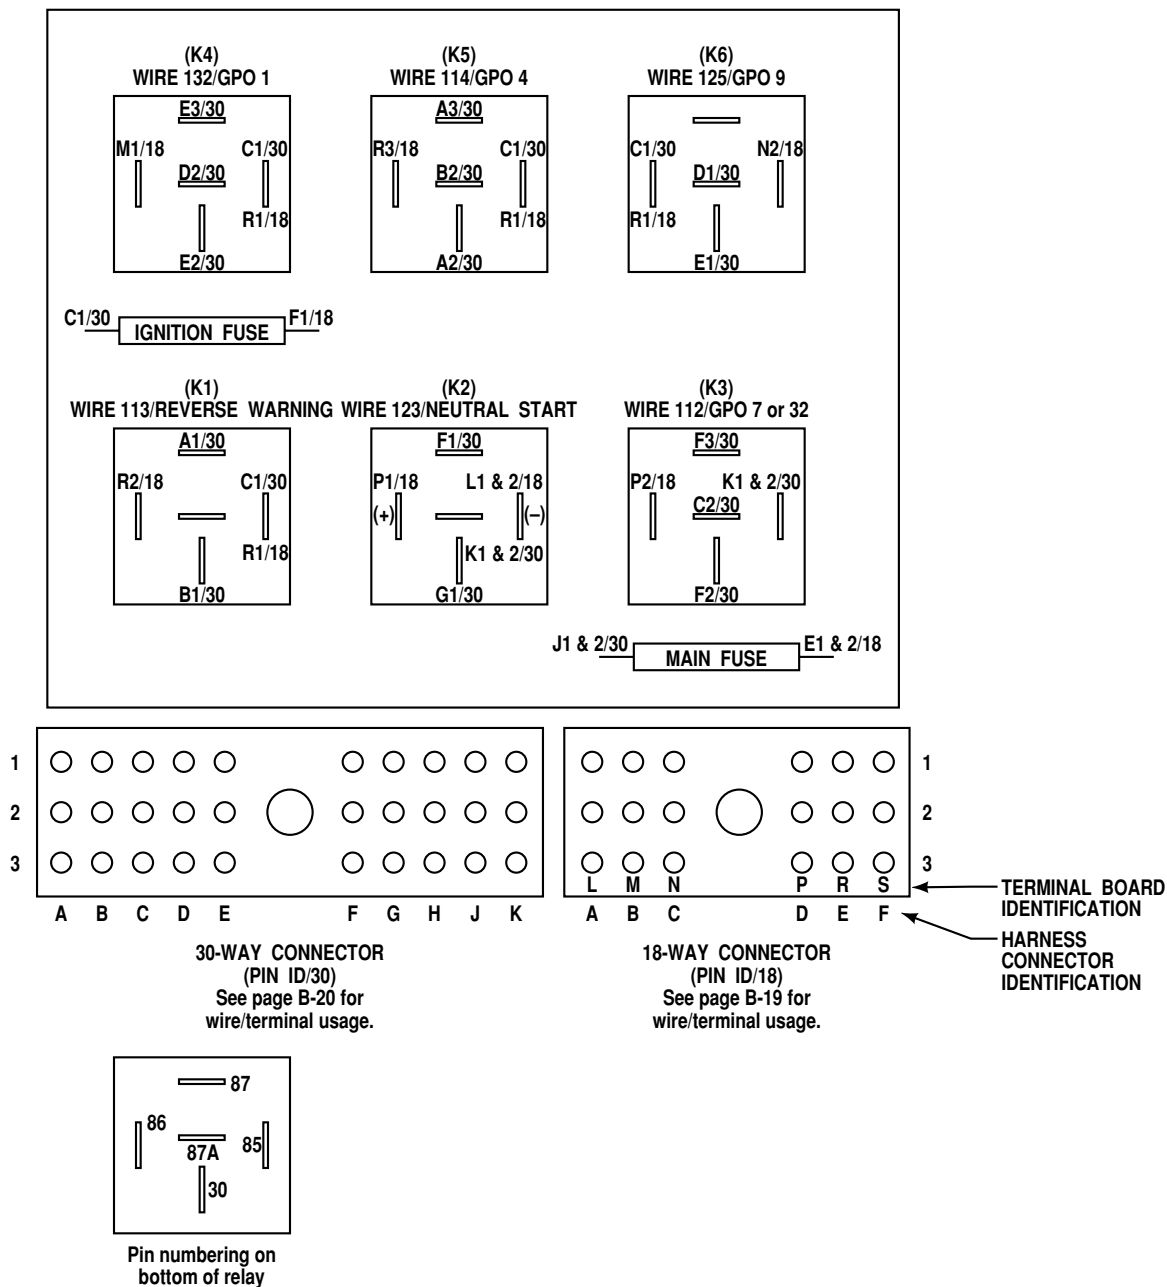 (K4)
WIRE 132/GPO 1
E3/30
M1/18
C1/30
D2/30
R1/18
E2/30
(K5)
WIRE 114/GPO 4
A3/30
R3/18
C1/30
B2/30
R1/18
A2/30
(K6)
WIRE 125/GPO 9
C1/30
N2/18
D1/30
R1/18
E1/30
C1/30
IGNITION FUSE
F1/18
(K1)
WIRE 113/REVERSE WARNING
A1/30
R2/18
C1/30
R1/18
B1/30
(K2)
WIRE 123/NEUTRAL START
F1/30
P1/18
L1 & 2/18
(+)
(–)
K1 & 2/30
G1/30
(K3)
WIRE 112/GPO 7 or 32
F3/30
P2/18
K1 & 2/30
C2/30
F2/30
J1 & 2/30
MAIN FUSE
E1 & 2/18
1
2
3
1
2
3
L M N P R S
A B C D E F G H J K
A B C D E F
TERMINAL BOARD
IDENTIFICATION
HARNESS
CONNECTOR
IDENTIFICATION
30-WAY CONNECTOR
(PIN ID/30)
See page B-20 for
wire/terminal usage.
18-WAY CONNECTOR
(PIN ID/18)
See page B-19 for
wire/terminal usage.
87
86
87A
85
30
Pin numbering on
bottom of relay